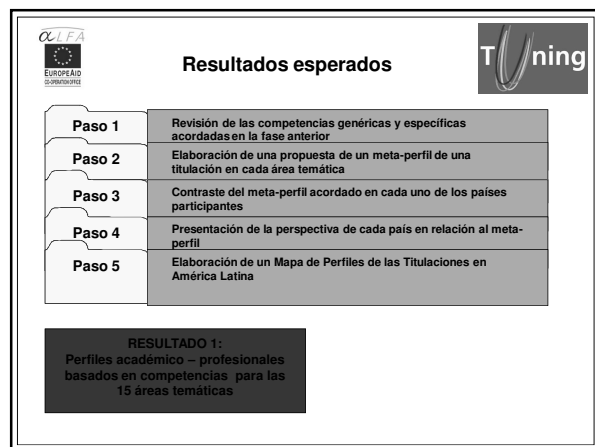 αLFA
EUROPEAID
CO-OPERATION OFFICE
Resultados esperados
Tuning
Paso 1
Revisión de las competencias genéricas y específicas
acordadas en la fase anterior
Paso 2
Elaboración de una propuesta de un meta-perfil de una
titulación en cada área temática
Paso 3
Contraste del meta-perfil acordado en cada uno de los países
participantes
Paso 4
Presentación de la perspectiva de cada país en relación al meta-
perfil
Paso 5
Elaboración de un Mapa de Perfiles de las Titulaciones en
América Latina
RESULTADO 1:
Perfiles académico – profesionales
basados en competencias para las
15 áreas temáticas